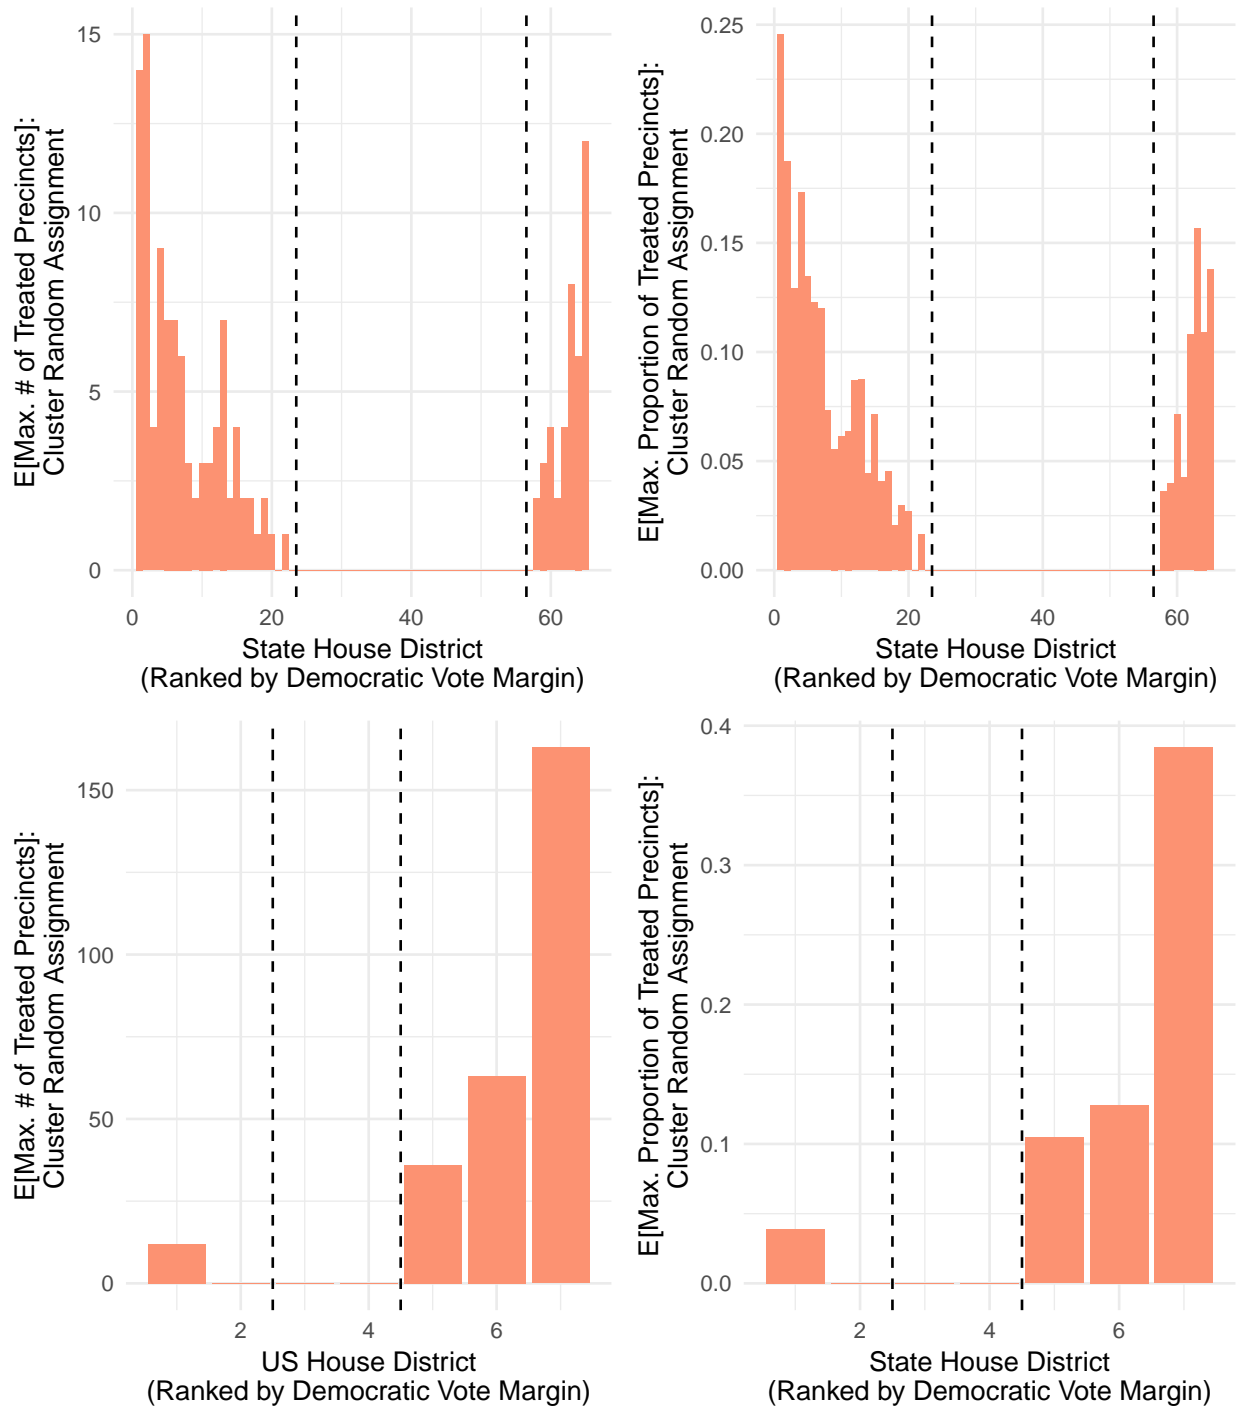 E[Max. # of Treated Precincts]:
Cluster Random Assignment
15
10
5
0
0
20
40
60
State House District
(Ranked by Democratic Vote Margin)
E[Max. Proportion of Treated Precincts]:
Cluster Random Assignment
0.25
0.20
0.15
0.10
0.05
0.00
0
20
40
60
State House District
(Ranked by Democratic Vote Margin)
E[Max. # of Treated Precincts]:
Cluster Random Assignment
150
100
50
0
2
4
6
US House District
(Ranked by Democratic Vote Margin)
E[Max. Proportion of Treated Precincts]:
Cluster Random Assignment
0.4
0.3
0.2
0.1
0.0
2
4
6
State House District
(Ranked by Democratic Vote Margin)